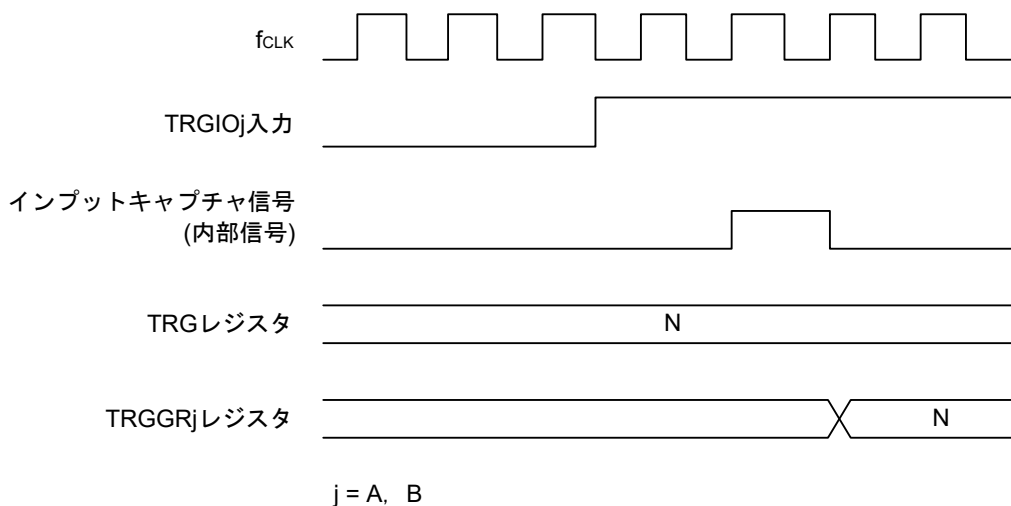 fCLK
TRGIOj入力
インプットキャプチャ信号
(内部信号)
TRGレジスタ
N
TRGGRjレジスタ
N
j = A, B